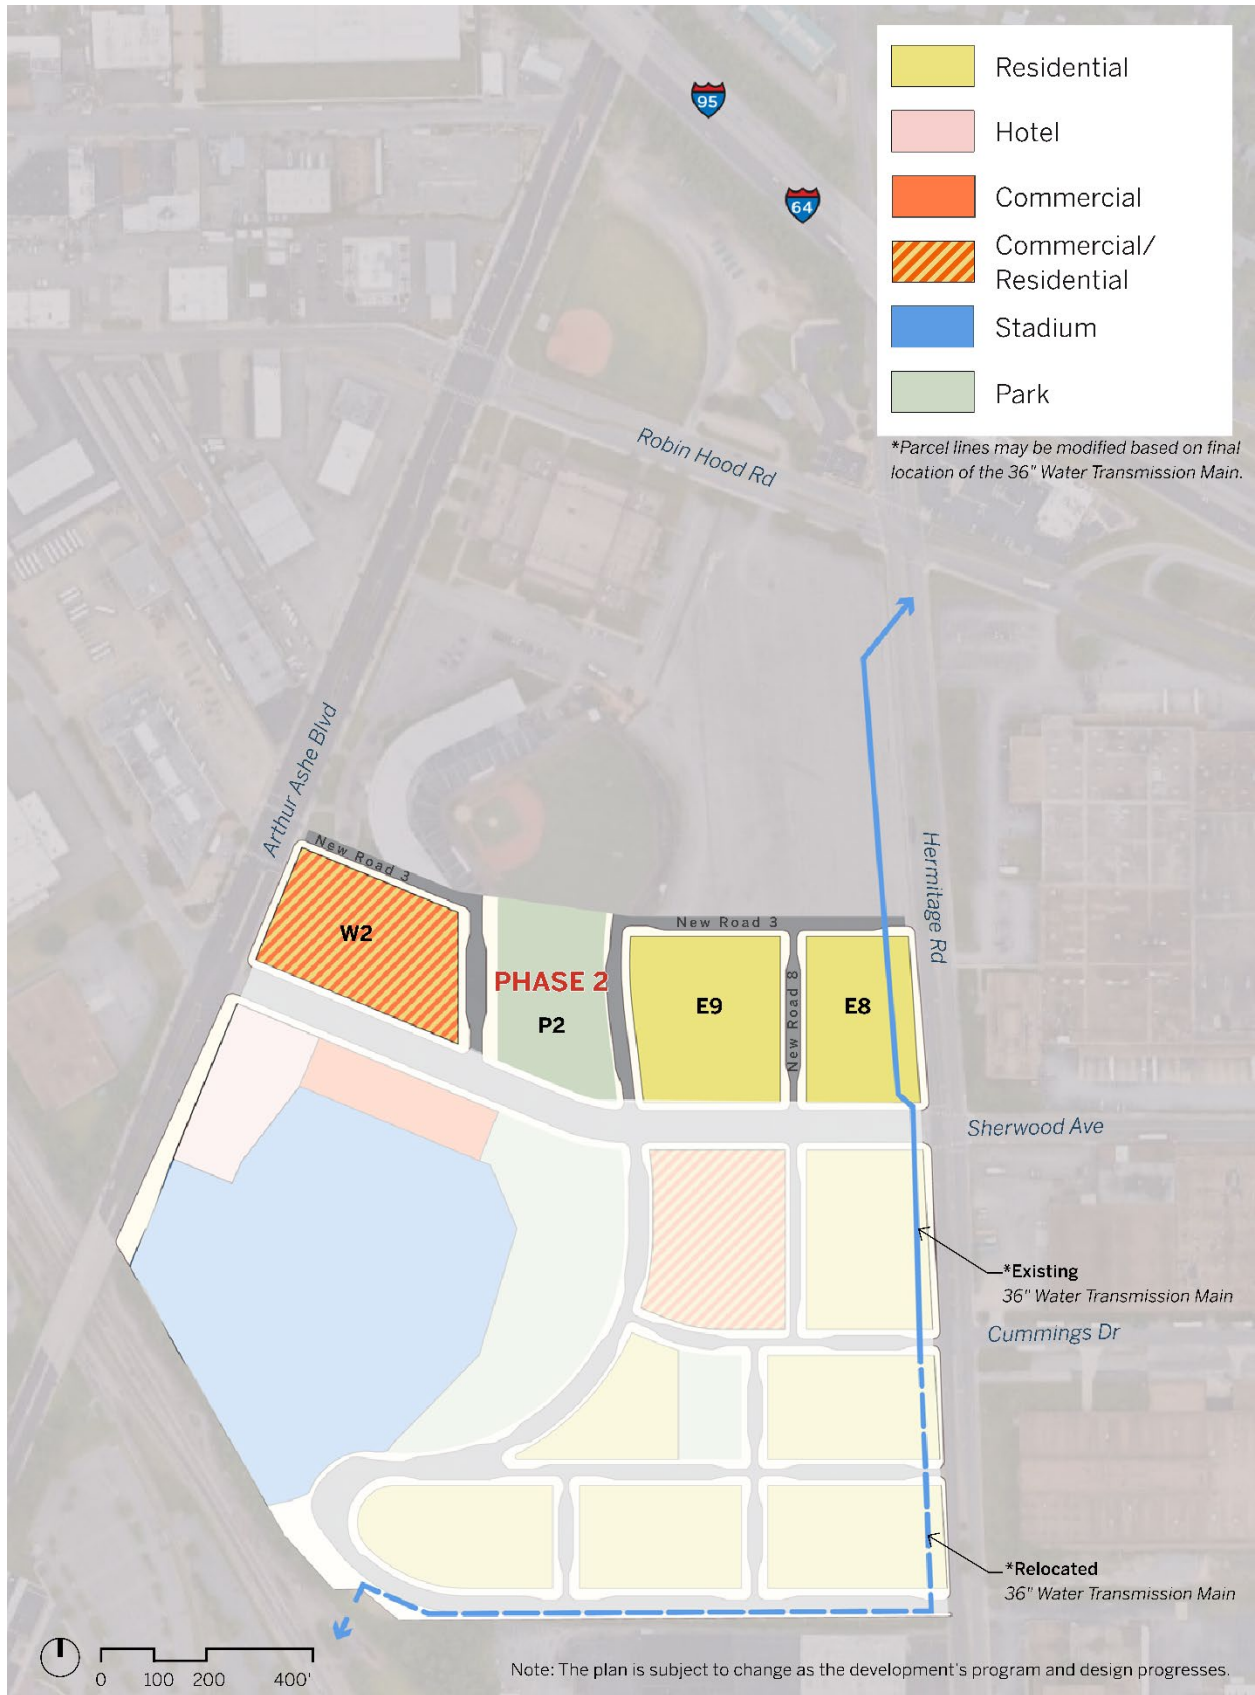 95
64
Residential
Hotel
Commercial
Commercial/
Residential
Stadium
Park
*Parcel lines may be modified based on final
location of the 36" Water Transmission Main.
Robin Hood Rd
Arthur Ashe Blvd
Hermitage Rd
New Road 3
New Road 3
W2
PHASE 2
P2
E9
New Road 8
E8
Sherwood Ave
*Existing
36" Water Transmission Main
Cummings Dr
*Relocated
36" Water Transmission Main
0 100 200 400'
Note: The plan is subject to change as the development's program and design progresses.